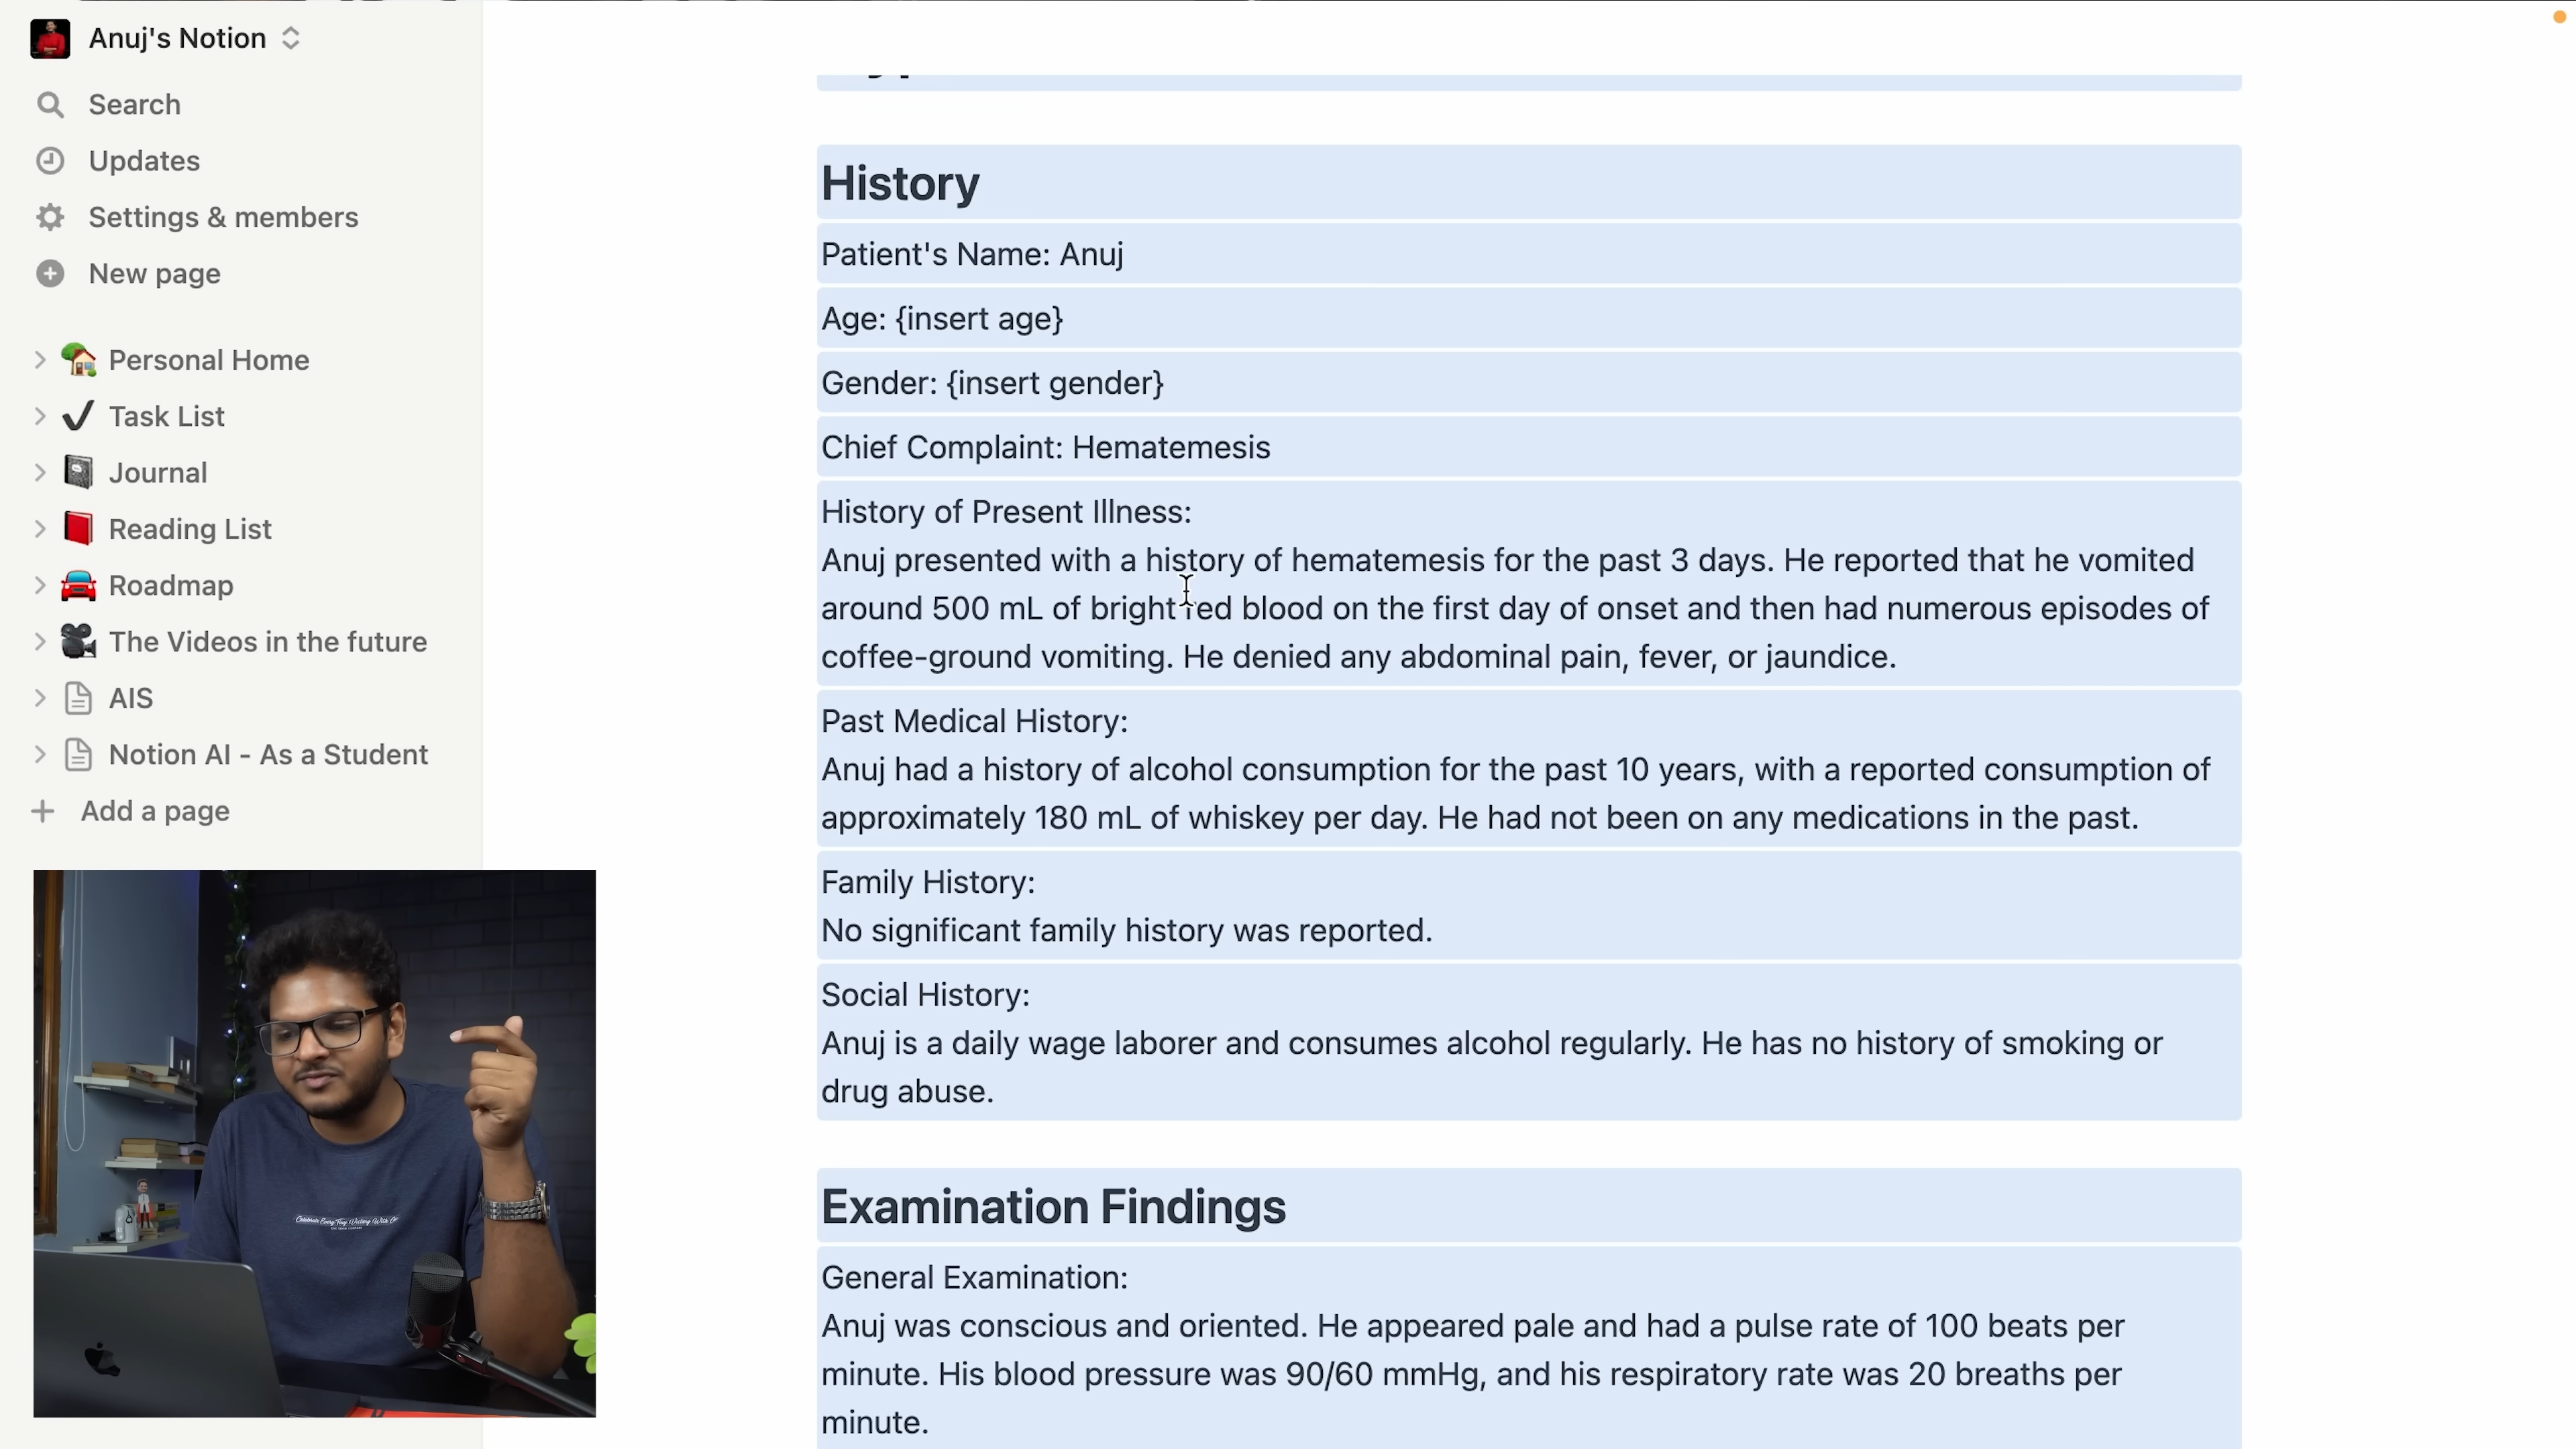 Anuj's Notion
Search
Updates
Settings & members
New page
Personal Home
Task List
Journal
Reading List
Roadmap
The Videos in the future
AIS
Notion AI - As a Student
Add a page
History
Patient's Name: Anuj
Age: {insert age}
Gender: {insert gender}
Chief Complaint: Hematemesis
History of Present Illness:
Anuj presented with a history of hematemesis for the past 3 days. He reported that he vomited
around 500 mL of bright red blood on the first day of onset and then had numerous episodes of
coffee-ground vomiting. He denied any abdominal pain, fever, or jaundice.
Past Medical History:
Anuj had a history of alcohol consumption for the past 10 years, with a reported consumption of
approximately 180 mL of whiskey per day. He had not been on any medications in the past.
Family History:
No significant family history was reported.
Social History:
Anuj is a daily wage laborer and consumes alcohol regularly. He has no history of smoking or
drug abuse.
Examination Findings
General Examination:
Anuj was conscious and oriented. He appeared pale and had a pulse rate of 100 beats per
minute. His blood pressure was 90/60 mmHg, and his respiratory rate was 20 breaths per
minute.
Celebrate Every Tiny Victory With Co